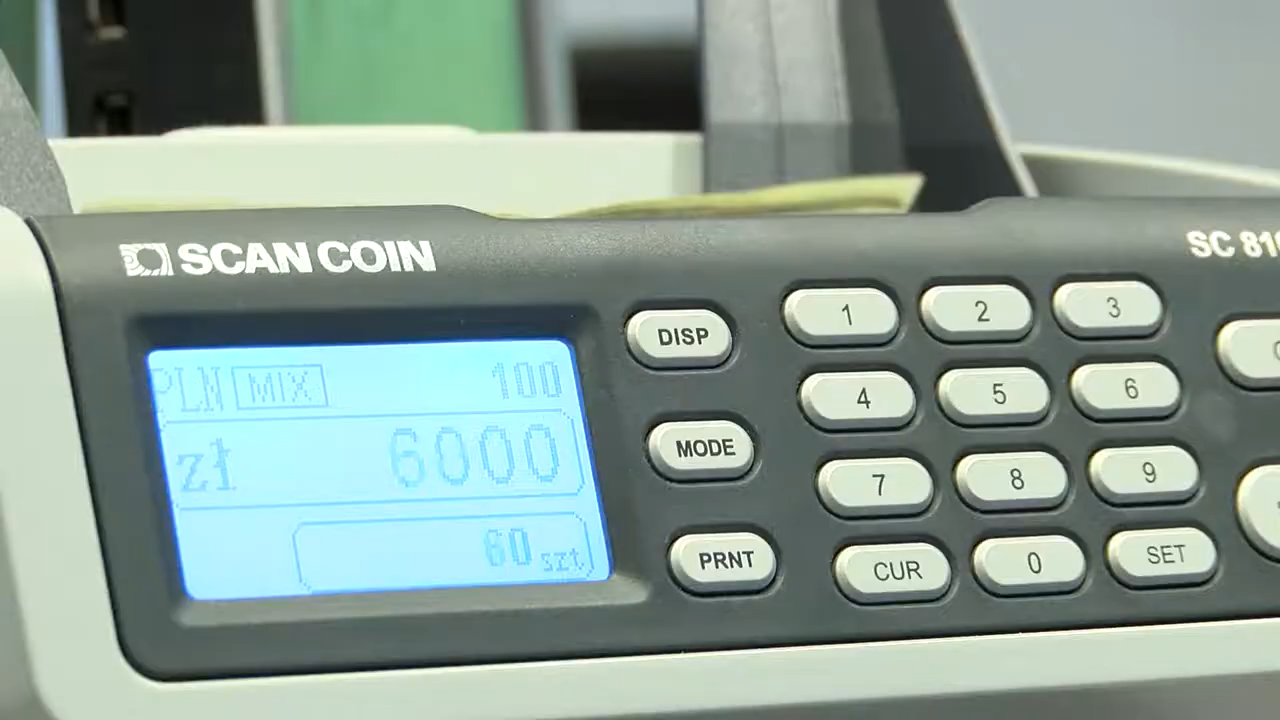 SCAN COIN
SC 81
PLN MIX 100
zł 6000
60 szt
DISP
MODE
PRNT
1 2 3
4 5 6
7 8 9
CUR 0 SET